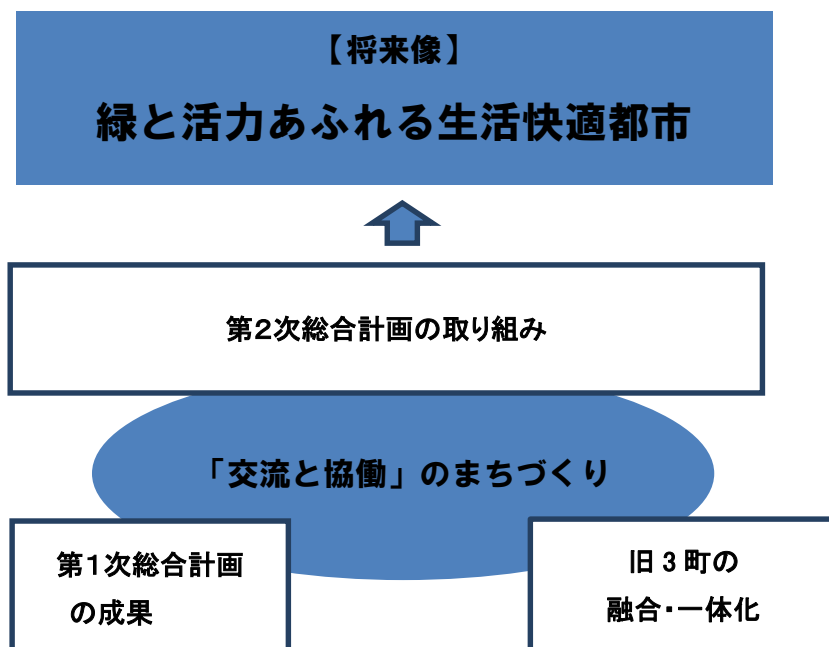 【将来像】
緑と活力あふれる生活快適都市
第2次総合計画の取り組み
「交流と協働」のまちづくり
第1次総合計画
の成果
旧3町の
融合・一体化